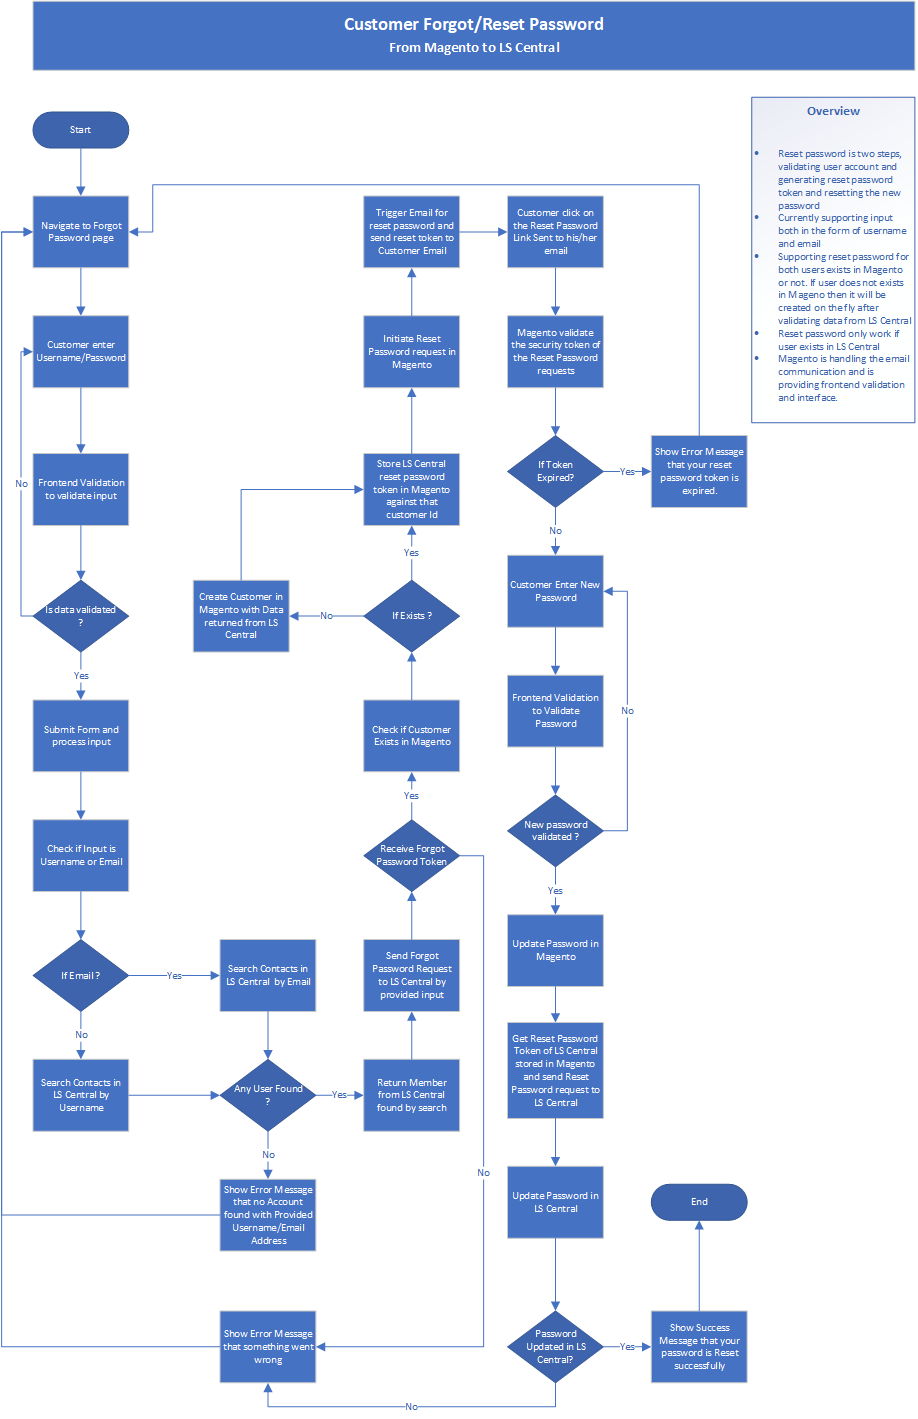 Customer Forgot/Reset Password
From Magento to LS Central
Start
Navigate to Forgot
Password page
Customer enter
Username/Password
No
Frontend Validation
to validate input
Is data validated
?
Yes
Submit Form and
process input
Check if Input is
Username or Email
If Email ?
Yes
No
Search Contacts in
LS Central by Email
Search Contacts in
LS Central by
Username
Any User Found
?
Yes
No
Show Error Message
that no Account
found with Provided
Username/Email
Address
Show Error Message
that something went
wrong
Return Member
from LS Central
found by search
Send Forgot
Password Request
to LS Central by
provided input
Receive Forgot
Password Token
Yes
No
Check if Customer
Exists in Magento
If Exists ?
No
Yes
Create Customer in
Magento with Data
returned from LS
Central
Store LS Central
reset password
token in Magento
against that
customer Id
Initiate Reset
Password request in
Magento
Trigger Email for
reset password and
send reset token to
Customer Email
Customer click on
the Reset Password
Link Sent to his/her
email
Magento validate
the security token of
the Reset Password
requests
If Token
Expired?
Yes
Show Error Message
that your reset
password token is
expired.
No
Customer Enter New
Password
Frontend Validation
to Validate
Password
No
New password
validated ?
Yes
Update Password in
Magento
Get Reset Password
Token of LS Central
stored in Magento
and send Reset
Password request to
LS Central
Update Password in
LS Central
Password
Updated in LS
Central?
Yes
No
Show Success
Message that your
password is Reset
successfully
End
Overview
• Reset password is two steps,
validating user account and
generating reset password
token and resetting the new
password
• Currently supporting input
both in the form of username
and email
• Supporting reset password for
both users exists in Magento
or not. If user does not exists
in Mageno then it will be
created on the fly after
validating data from LS Central
• Reset password only work if
user exists in LS Central
• Magento is handling the email
communication and is
providing frontend validation
and interface.